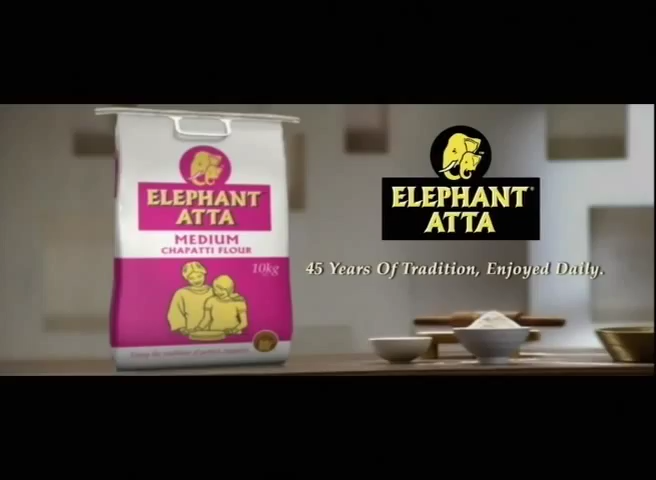 ELEPHANT
ATTA
MEDIUM
CHAPATTI FLOUR
10kg
ELEPHANT®
ATTA
45 Years Of Tradition, Enjoyed Daily.